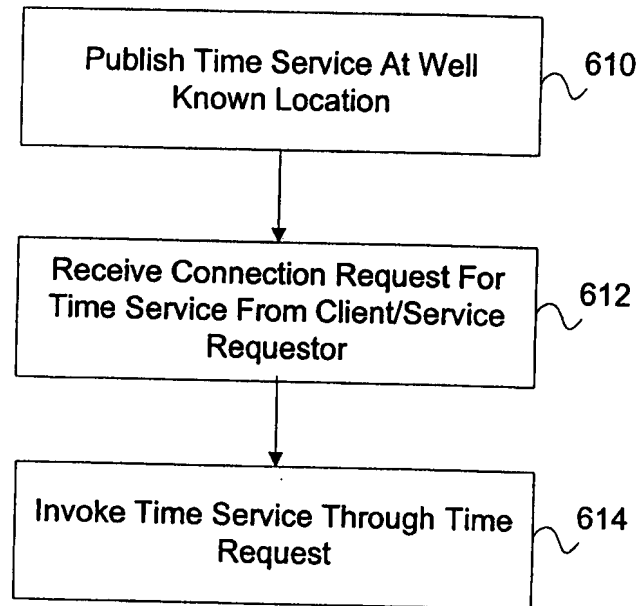 Publish Time Service At Well
Known Location
610
Receive Connection Request For
Time Service From Client/Service
Requestor
612
Invoke Time Service Through Time
Request
614